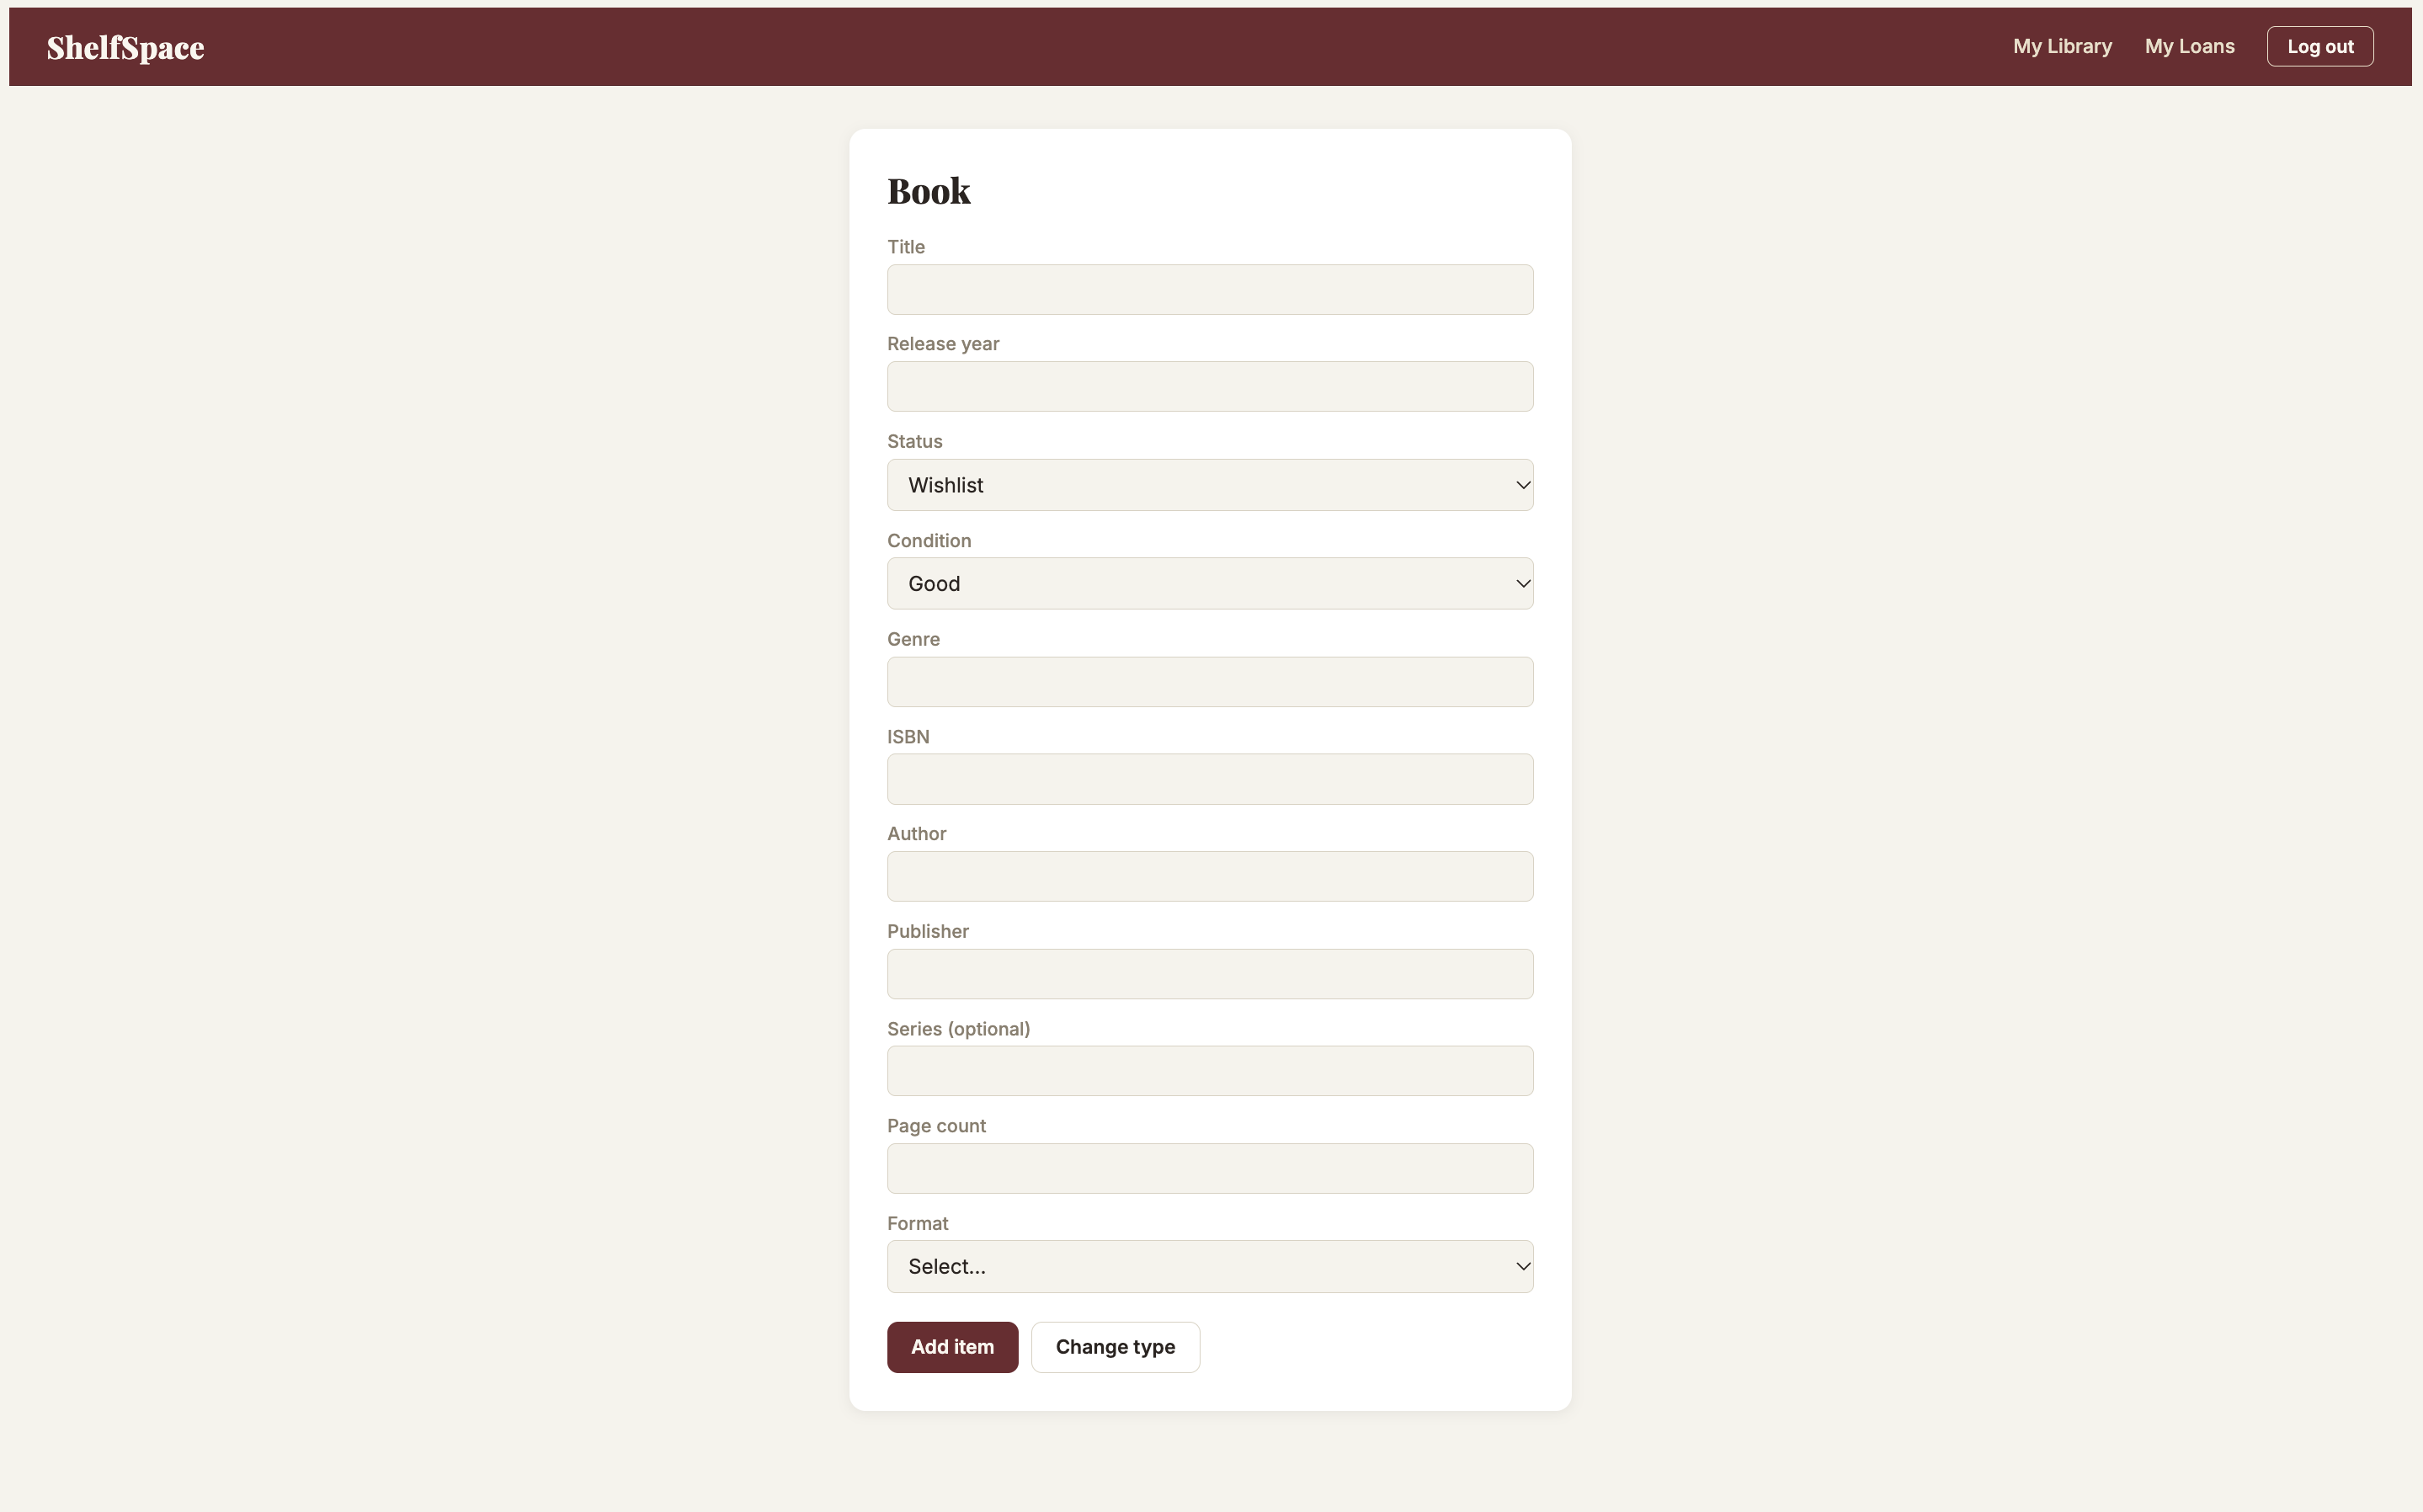 ShelfSpace
My Library My Loans Log out
Book
Title
Release year
Status
Wishlist
Condition
Good
Genre
ISBN
Author
Publisher
Series (optional)
Page count
Format
Select...
Add item Change type